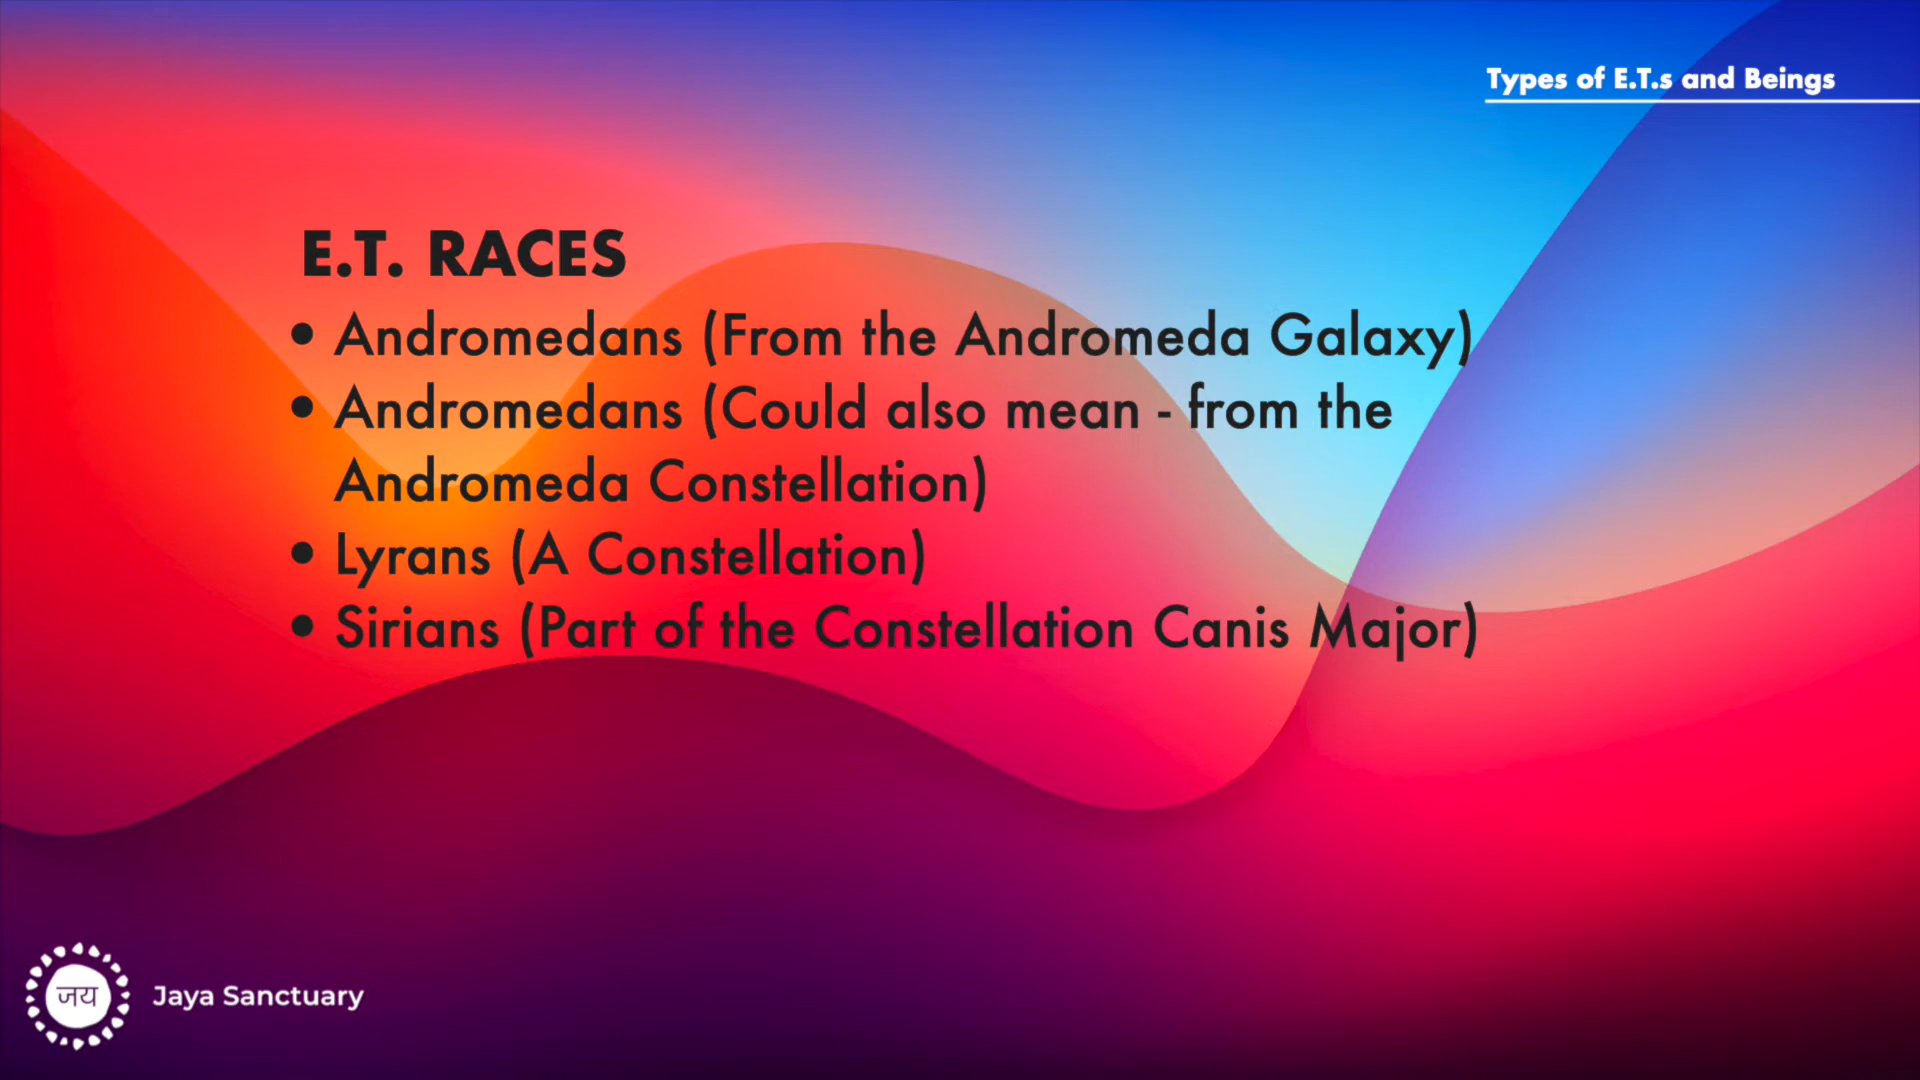 Types of E.T.s and Beings
E.T. RACES
• Andromedans (From the Andromeda Galaxy)
• Andromedans (Could also mean - from the
Andromeda Constellation)
• Lyrans (A Constellation)
• Sirians (Part of the Constellation Canis Major)
जय
Jaya Sanctuary